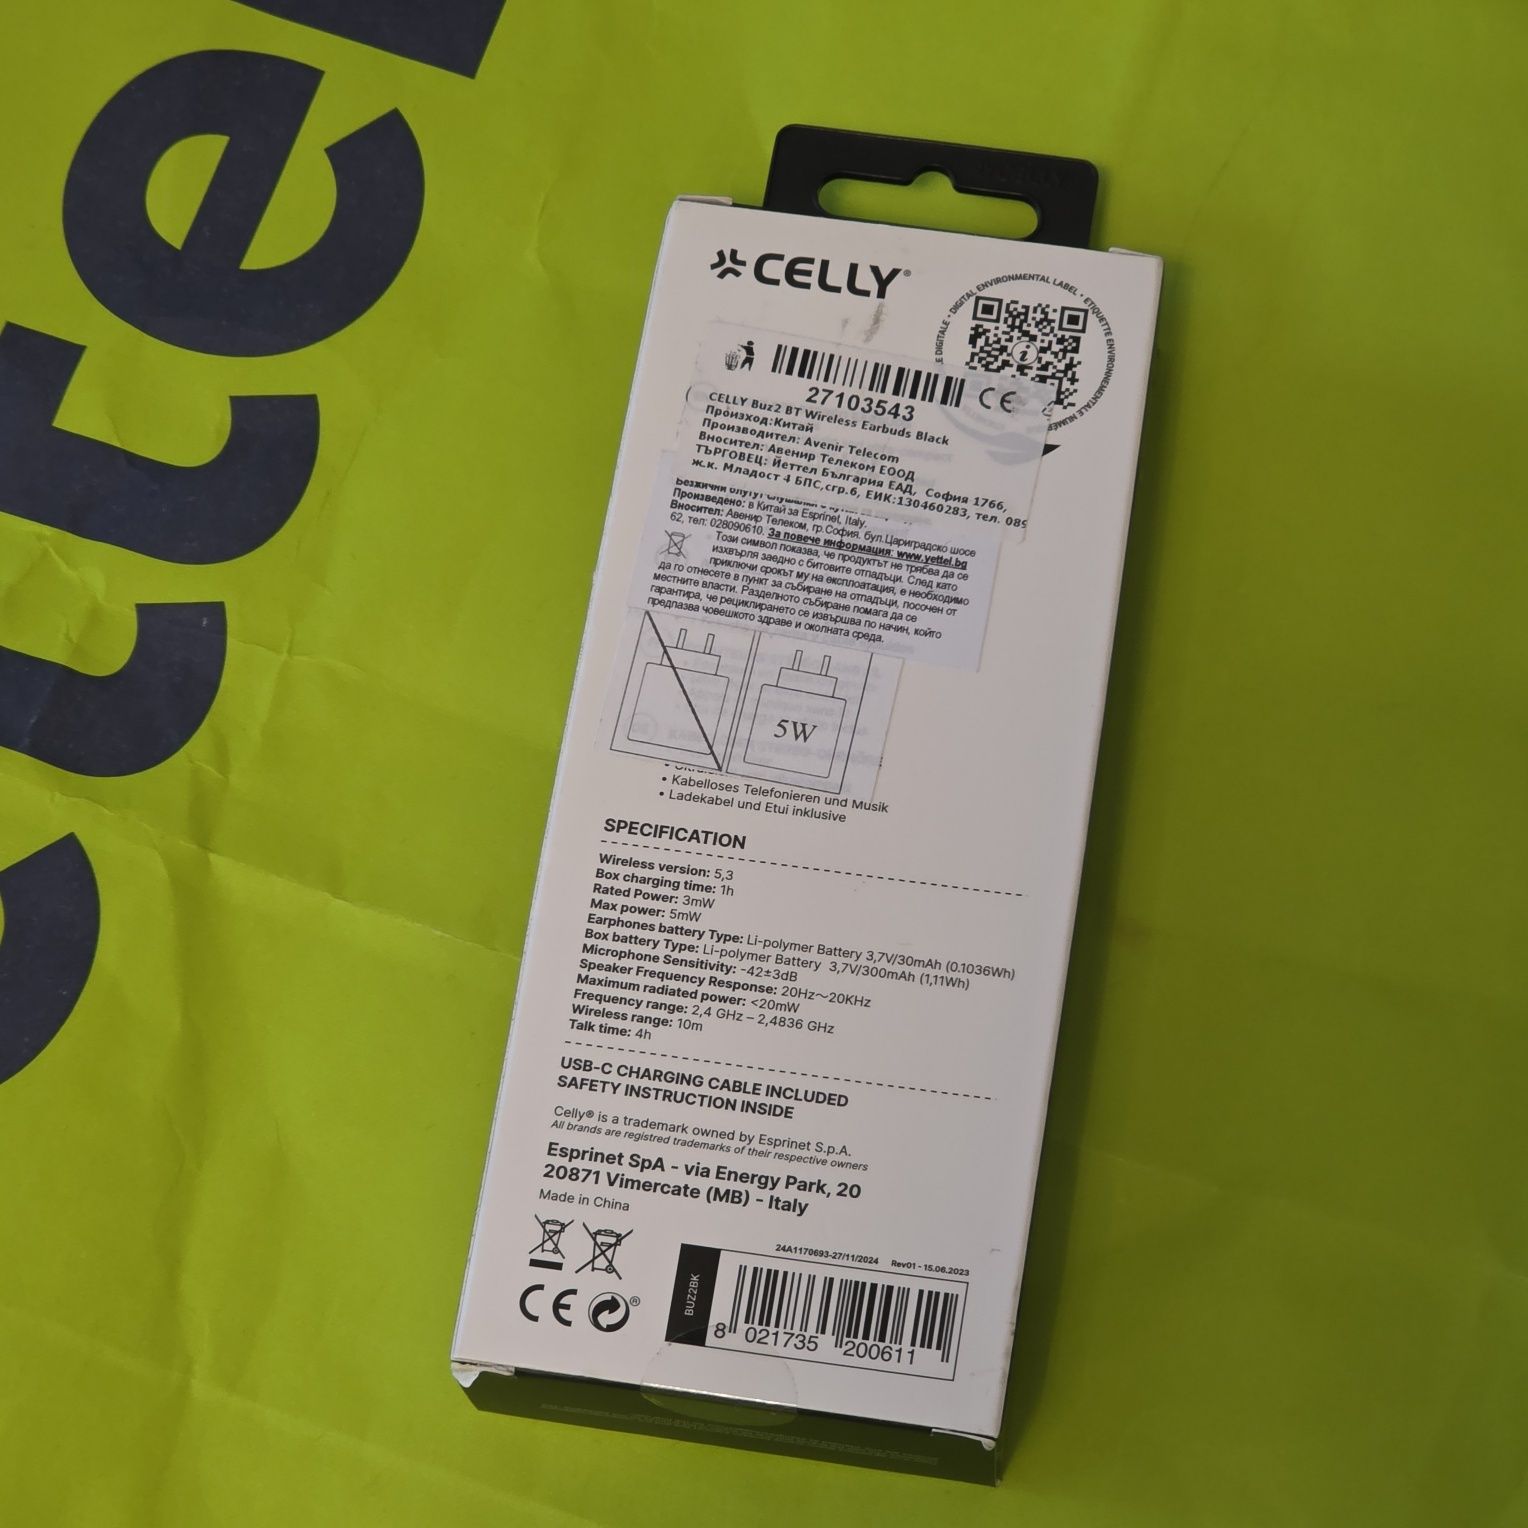 ettel
CELLY®
DIGITAL ENVIRONMENTAL LABEL • ETIQUETTE ENVIRONNEMENTALE NUMER
E DIGITALE •
27103543
CE
CELLY Buz2 BT Wireless Earbuds Black
Произход:Китай
Производител: Avenir Telecom
Вносител: Авенир Телеком ЕООД
ТЪРГОВЕЦ: Йеттел България ЕАД, София 1766,
ж.к. Младост 4 БПС,стр.6, ЕИК:130460283, тел. 089
Безжични
Произведено: в Китай за Esprinet, Italy.
Вносител: Авенир Телеком, гр.София. бул.Цариградско шосе
62, тел: 028090610. За повече информация: www.yettel.bg
Този символ показва, че продуктът не трябва да се
изхвърля заедно с битовите отпадъци. След като
приключи срокът му на експлоатация, е необходимо
да го отнесете в пункт за събиране на отпадъци, посочен от
местните власти. Разделното събиране помага да се
гарантира, че рециклирането се извършва по начин, който
предпазва човешкото здраве и околната среда.
5W
• Kabelloses Telefonieren und Musik
• Ladekabel und Etui inklusive
SPECIFICATION
Wireless version: 5,3
Box charging time: 1h
Rated Power: 3mW
Max power: 5mW
Earphones battery Type: Li-polymer Battery 3,7V/30mAh (0.1036Wh)
Box battery Type: Li-polymer Battery 3,7V/300mAh (1,11Wh)
Microphone Sensitivity: -42±3dB
Speaker Frequency Response: 20Hz～20KHz
Maximum radiated power: <20mW
Frequency range: 2,4 GHz – 2,4836 GHz
Wireless range: 10m
Talk time: 4h
USB-C CHARGING CABLE INCLUDED
SAFETY INSTRUCTION INSIDE
Celly® is a trademark owned by Esprinet S.p.A.
All brands are registred trademarks of their respective owners
Esprinet SpA - via Energy Park, 20
20871 Vimercate (MB) - Italy
Made in China
24A1170693-27/11/2024 Rev01 - 15.06.2023
CE
BUZ2BK
8 021735 200611